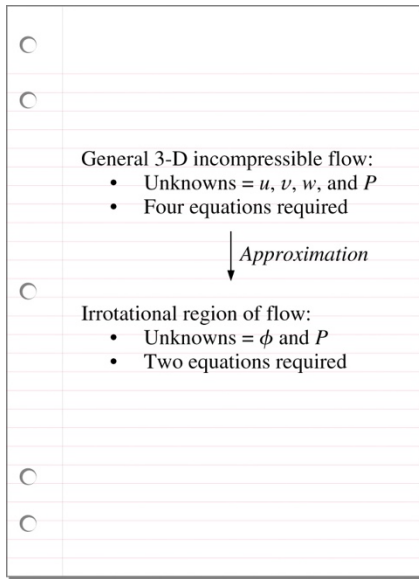 General 3-D incompressible flow:
• Unknowns = u, υ, w, and P
• Four equations required
Approximation
Irrotational region of flow:
• Unknowns = ϕ and P
• Two equations required